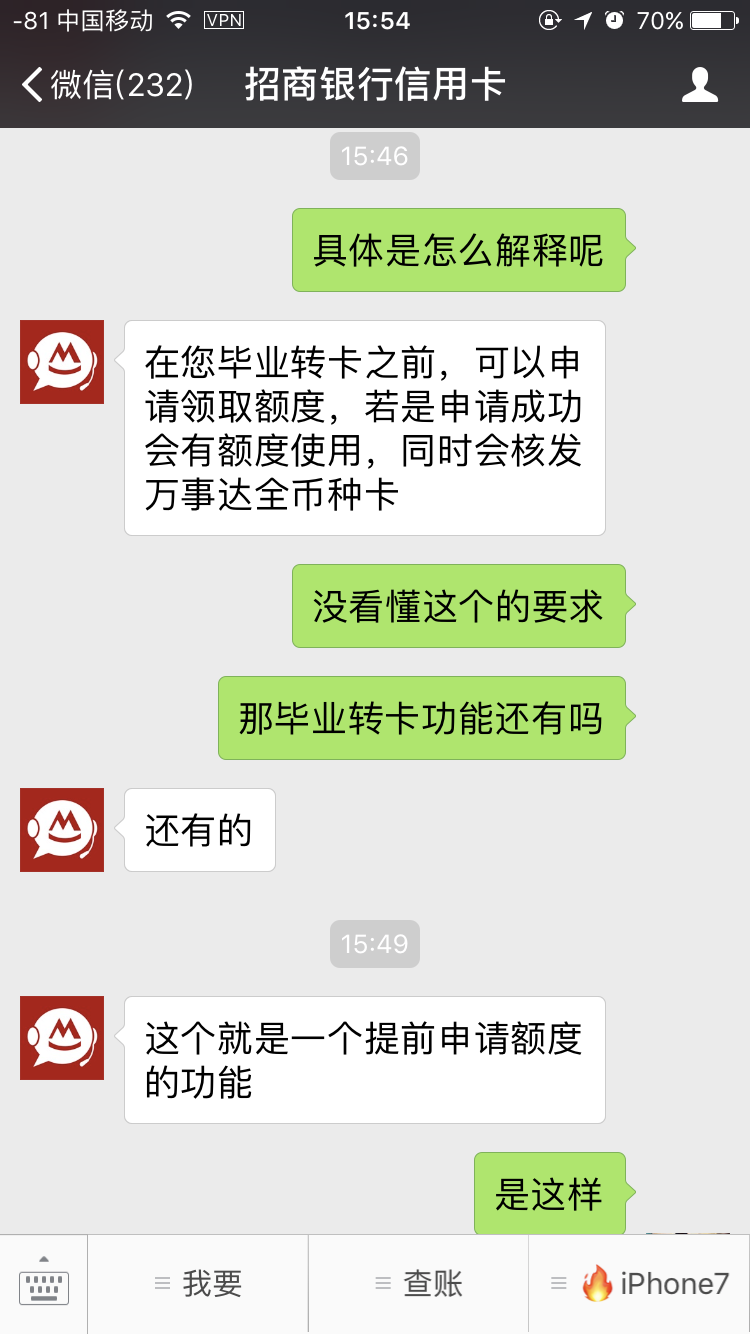 -81 中国移动 VPN 15:54 70%
微信(232) 招商银行信用卡
15:46
具体是怎么解释呢
在您毕业转卡之前，可以申
请领取额度，若是申请成功
会有额度使用，同时会核发
万事达全币种卡
没看懂这个的要求
那毕业转卡功能还有吗
还有的
15:49
这个就是一个提前申请额度
的功能
是这样
我要 查账 iPhone7